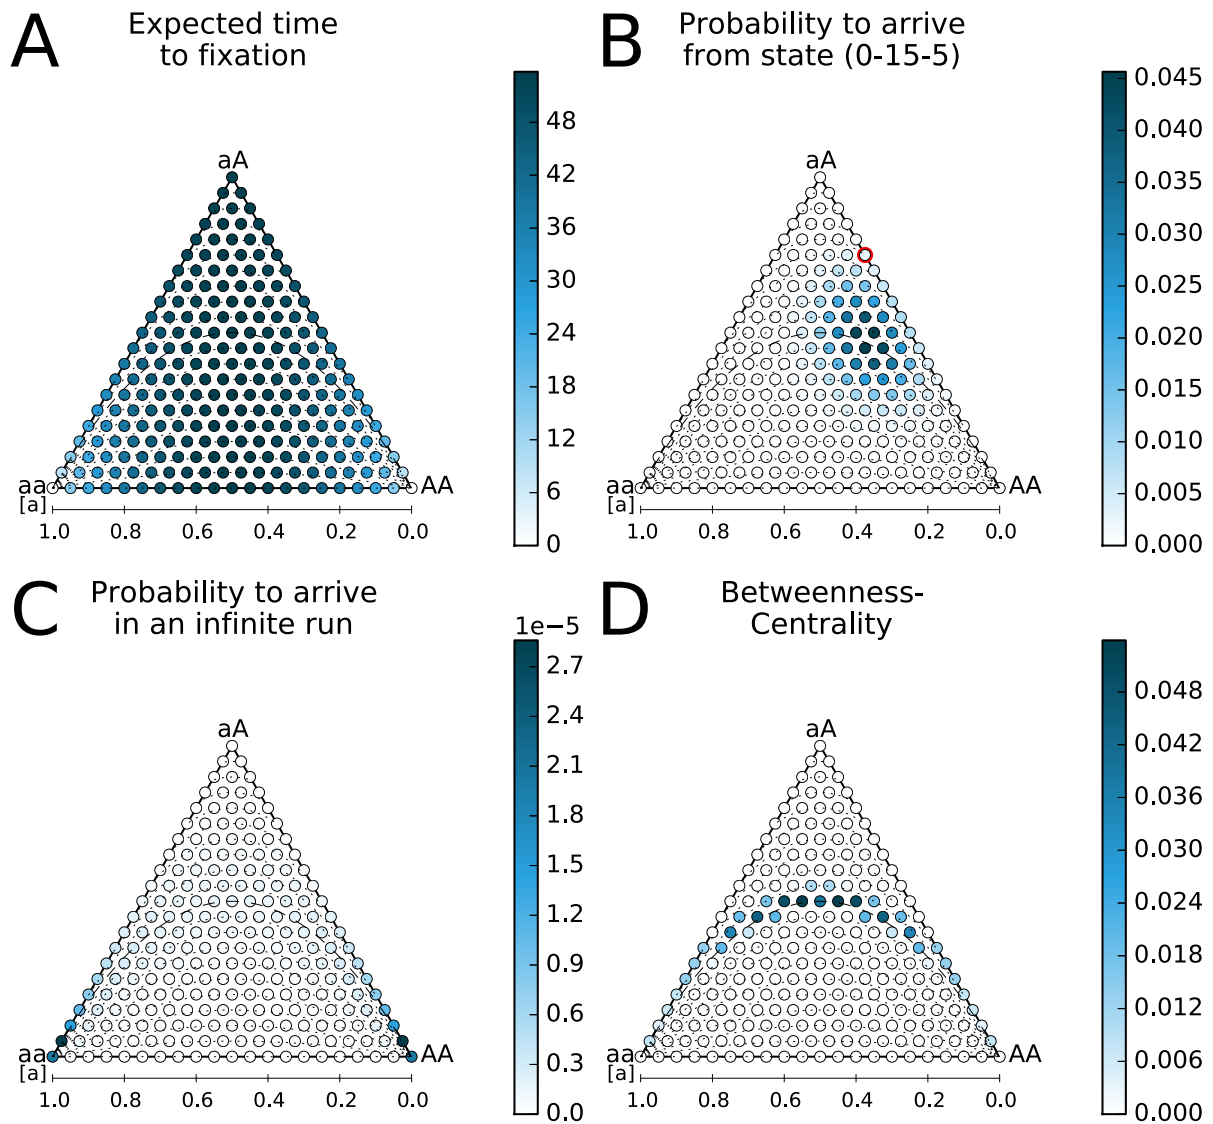 A
Expected time
to fixation
48
42
36
30
24
18
12
6
0
aA
aa
AA
[a]
1.0 0.8 0.6 0.4 0.2 0.0
B
Probability to arrive
from state (0-15-5)
0.045
0.040
0.035
0.030
0.025
0.020
0.015
0.010
0.005
0.000
aA
aa
AA
[a]
1.0 0.8 0.6 0.4 0.2 0.0
C
Probability to arrive
in an infinite run
1e−5
2.7
2.4
2.1
1.8
1.5
1.2
0.9
0.6
0.3
0.0
aA
aa
AA
[a]
1.0 0.8 0.6 0.4 0.2 0.0
D
Betweenness-
Centrality
0.048
0.042
0.036
0.030
0.024
0.018
0.012
0.006
0.000
aA
aa
AA
[a]
1.0 0.8 0.6 0.4 0.2 0.0